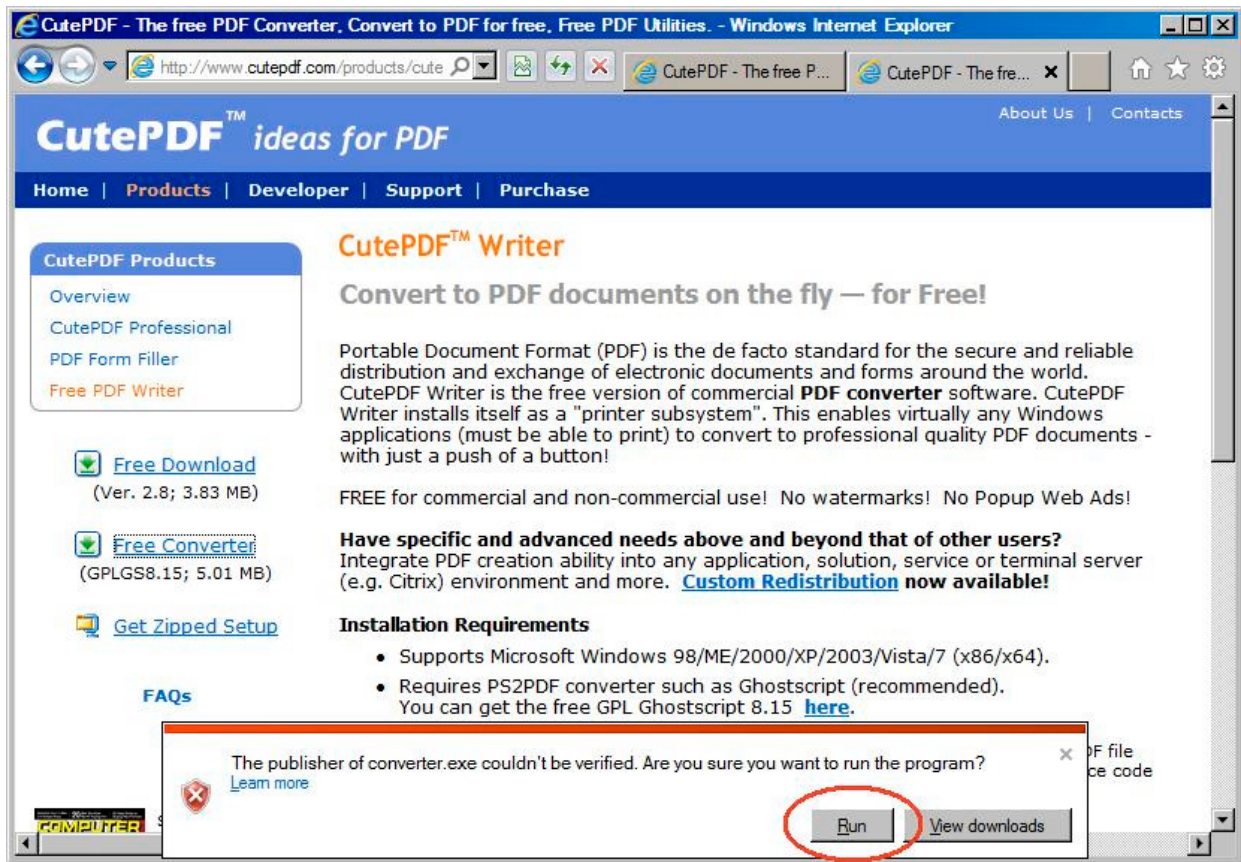 CutePDF - The free PDF Converter, Convert to PDF for free, Free PDF Utilities. - Windows Internet Explorer
http://www.cutepdf.com/products/cute
CutePDF - The free P...
CutePDF - The fre...
About Us | Contacts
CutePDF™ ideas for PDF
Home | Products | Developer | Support | Purchase
CutePDF Products
Overview
CutePDF Professional
PDF Form Filler
Free PDF Writer
Free Download
(Ver. 2.8; 3.83 MB)
Free Converter
(GPLGS8.15; 5.01 MB)
Get Zipped Setup
FAQs
COMPUTER
CutePDF™ Writer
Convert to PDF documents on the fly — for Free!
Portable Document Format (PDF) is the de facto standard for the secure and reliable
distribution and exchange of electronic documents and forms around the world.
CutePDF Writer is the free version of commercial PDF converter software. CutePDF
Writer installs itself as a "printer subsystem". This enables virtually any Windows
applications (must be able to print) to convert to professional quality PDF documents -
with just a push of a button!
FREE for commercial and non-commercial use! No watermarks! No Popup Web Ads!
Have specific and advanced needs above and beyond that of other users?
Integrate PDF creation ability into any application, solution, service or terminal server
(e.g. Citrix) environment and more. Custom Redistribution now available!
Installation Requirements
• Supports Microsoft Windows 98/ME/2000/XP/2003/Vista/7 (x86/x64).
• Requires PS2PDF converter such as Ghostscript (recommended).
You can get the free GPL Ghostscript 8.15 here.
file
code
The publisher of converter.exe couldn't be verified. Are you sure you want to run the program?
Learn more
Run
View downloads